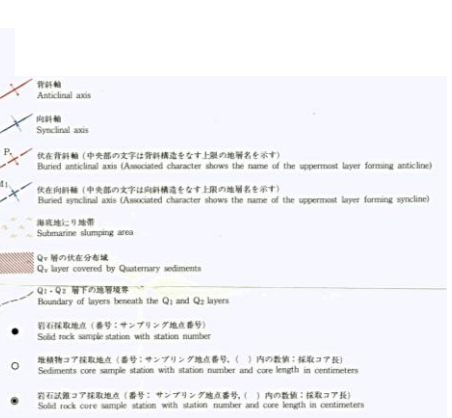 背斜軸
Anticlinal axis
向斜軸
Synclinal axis
伏在背斜軸（中央部の文字は背斜構造をなす上限の地層名を示す）
Buried anticlinal axis (Associated character shows the name of the uppermost layer forming anticline)
伏在向斜軸（中央部の文字は向斜構造をなす上限の地層名を示す）
Buried synclinal axis (Associated character shows the name of the uppermost layer forming syncline)
海底地にり地帯
Submarine slumping area
Qv 層の伏在分布域
Qv layer covered by Quaternary sediments
Q1・Q2 層下の地層境界
Boundary of layers beneath the Q1 and Q2 layers
岩石採取地点（番号：サンプリング地点番号）
Solid rock sample station with station number
堆積物コア採取地点（番号：サンプリング地点番号，（ ）内の数値：採取コア長）
Sediments core sample station with station number and core length in centimeters
岩石試錐コア採取地点（番号：サンプリング地点番号，（ ）内の数値：採取コア長）
Solid rock core sample station with station number and core length in centimeters